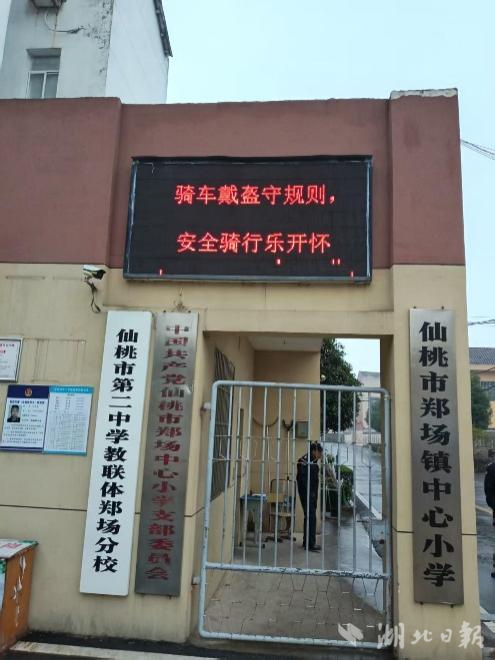 骑车戴盔守规则，
安全骑行乐开怀
仙桃市第二中学教联体郑场分校
中国共产党仙桃市郑场中心小学支部委员会
仙桃市郑场镇中心小学
湖北日报